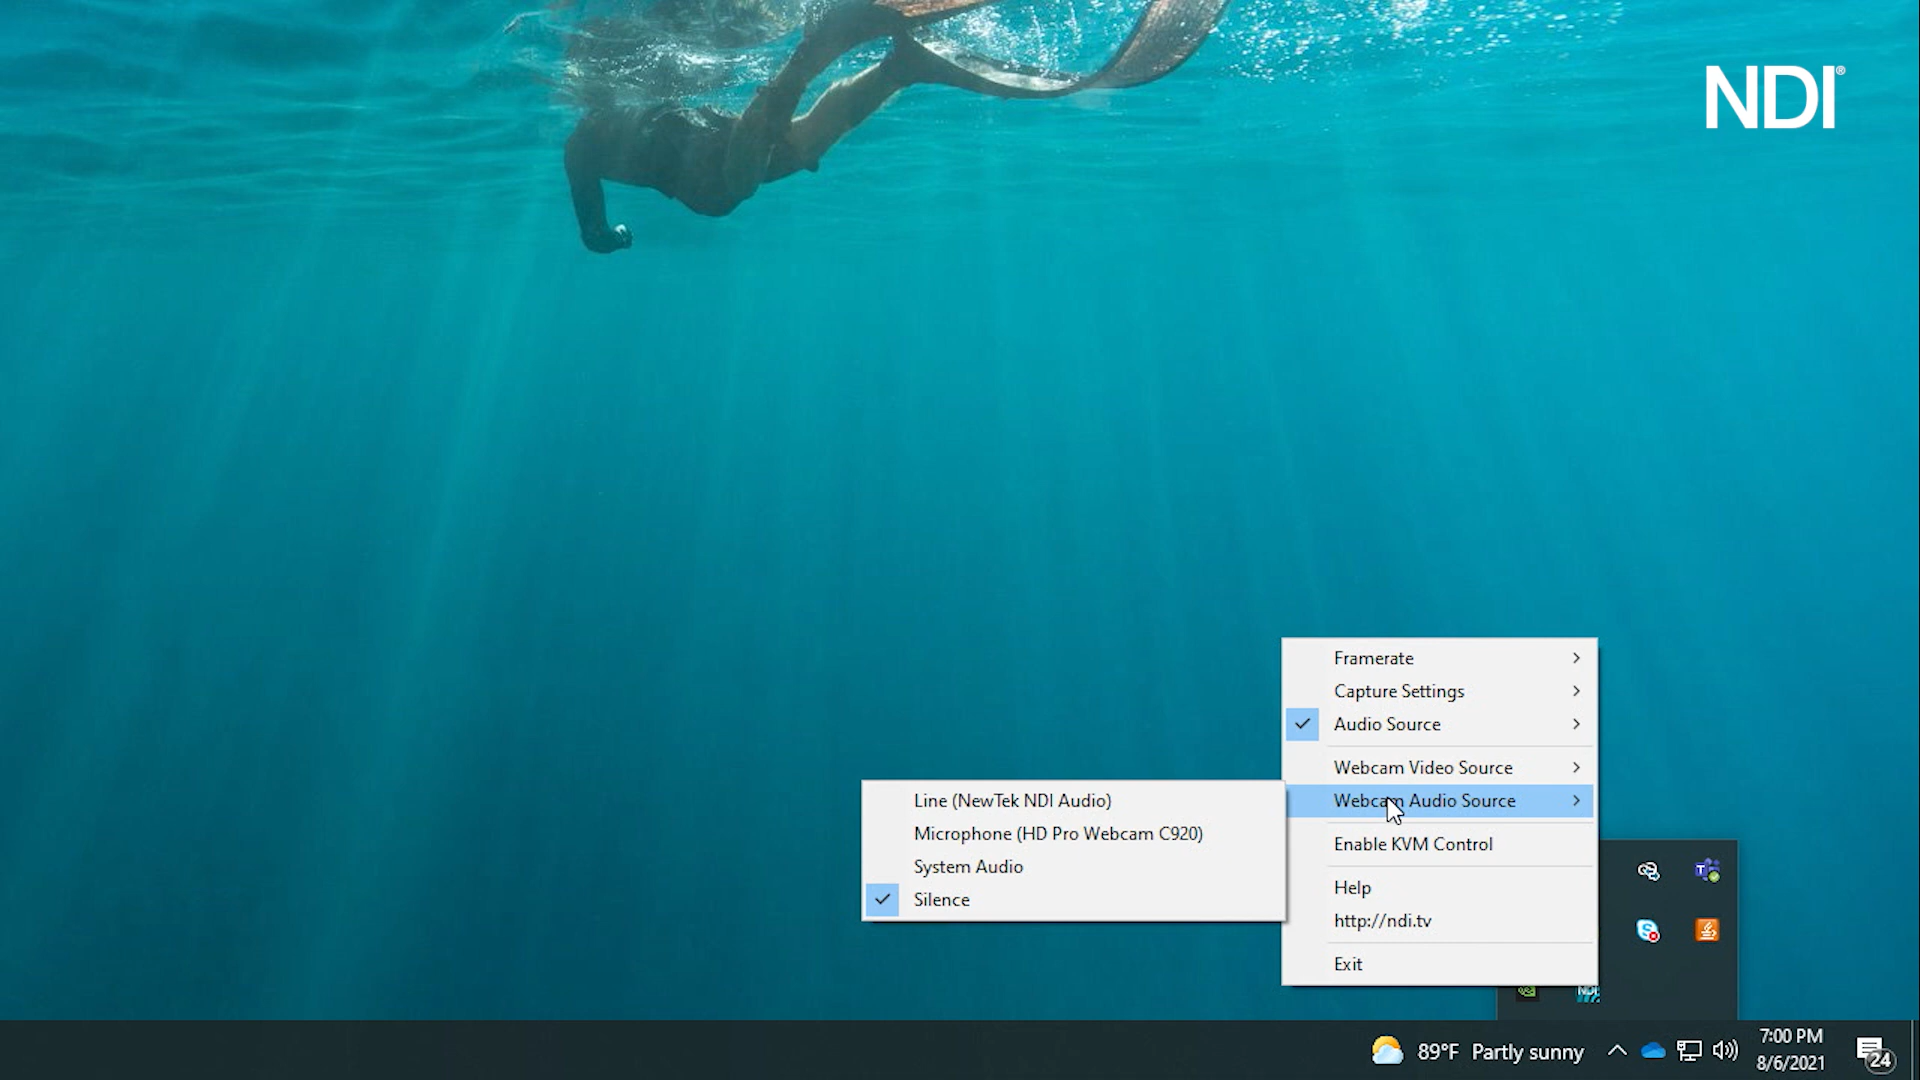 NDI®
Framerate
Capture Settings
Audio Source
Webcam Video Source
Webcam Audio Source
Enable KVM Control
Help
http://ndi.tv
Exit
Line (NewTek NDI Audio)
Microphone (HD Pro Webcam C920)
System Audio
Silence
NDI
89°F Partly sunny
7:00 PM
8/6/2021
24